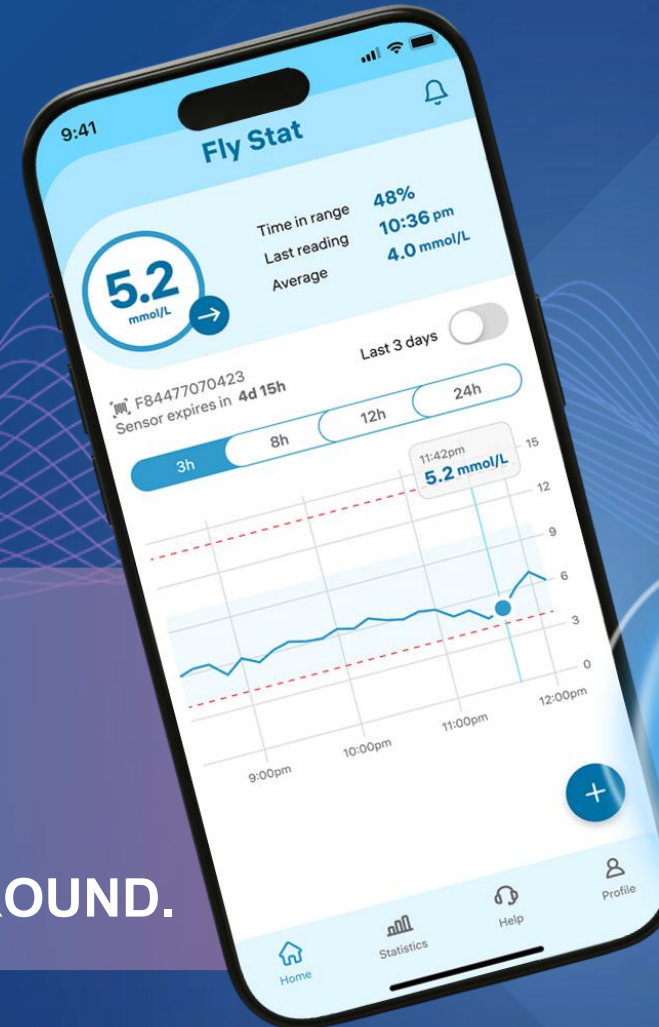 9:41
Fly Stat
5.2
mmol/L
Time in range 48%
Last reading 10:36 pm
Average 4.0 mmol/L
F84477070423
Sensor expires in 4d 15h
Last 3 days
3h 8h 12h 24h
11:42pm
5.2 mmol/L
15
12
9
6
3
0
9:00pm 10:00pm 11:00pm 12:00pm
+
Home Statistics Help Profile
OUND.